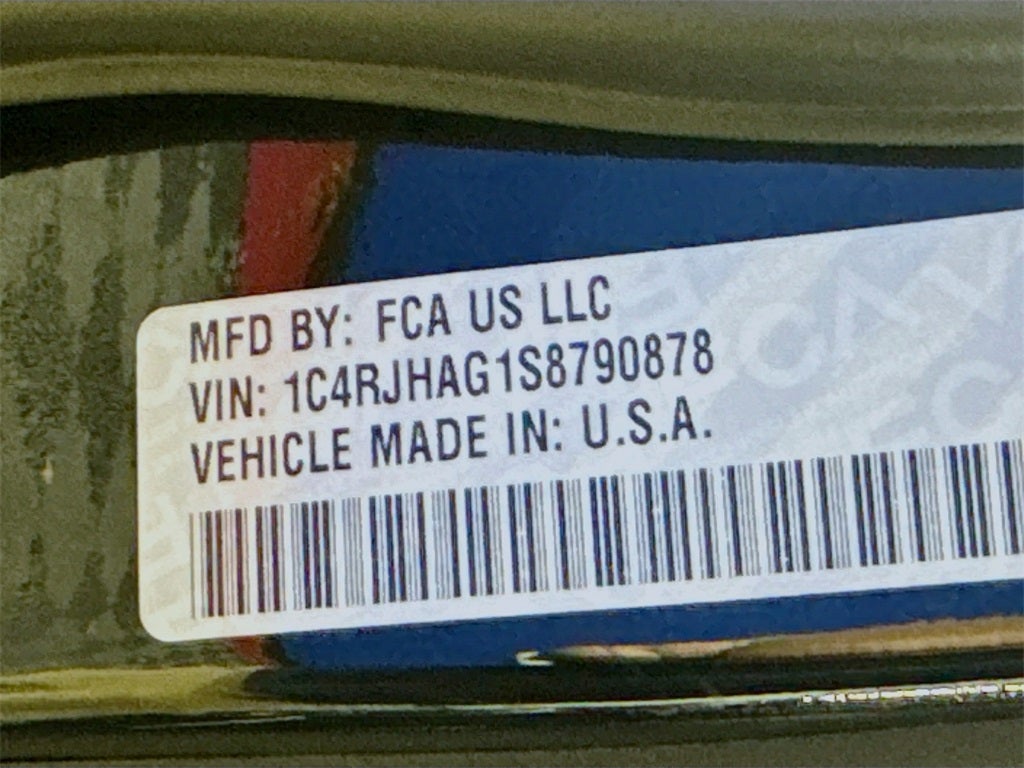 MFD BY: FCA US LLC
VIN: 1C4RJHAG1S8790878
VEHICLE MADE IN: U.S.A.